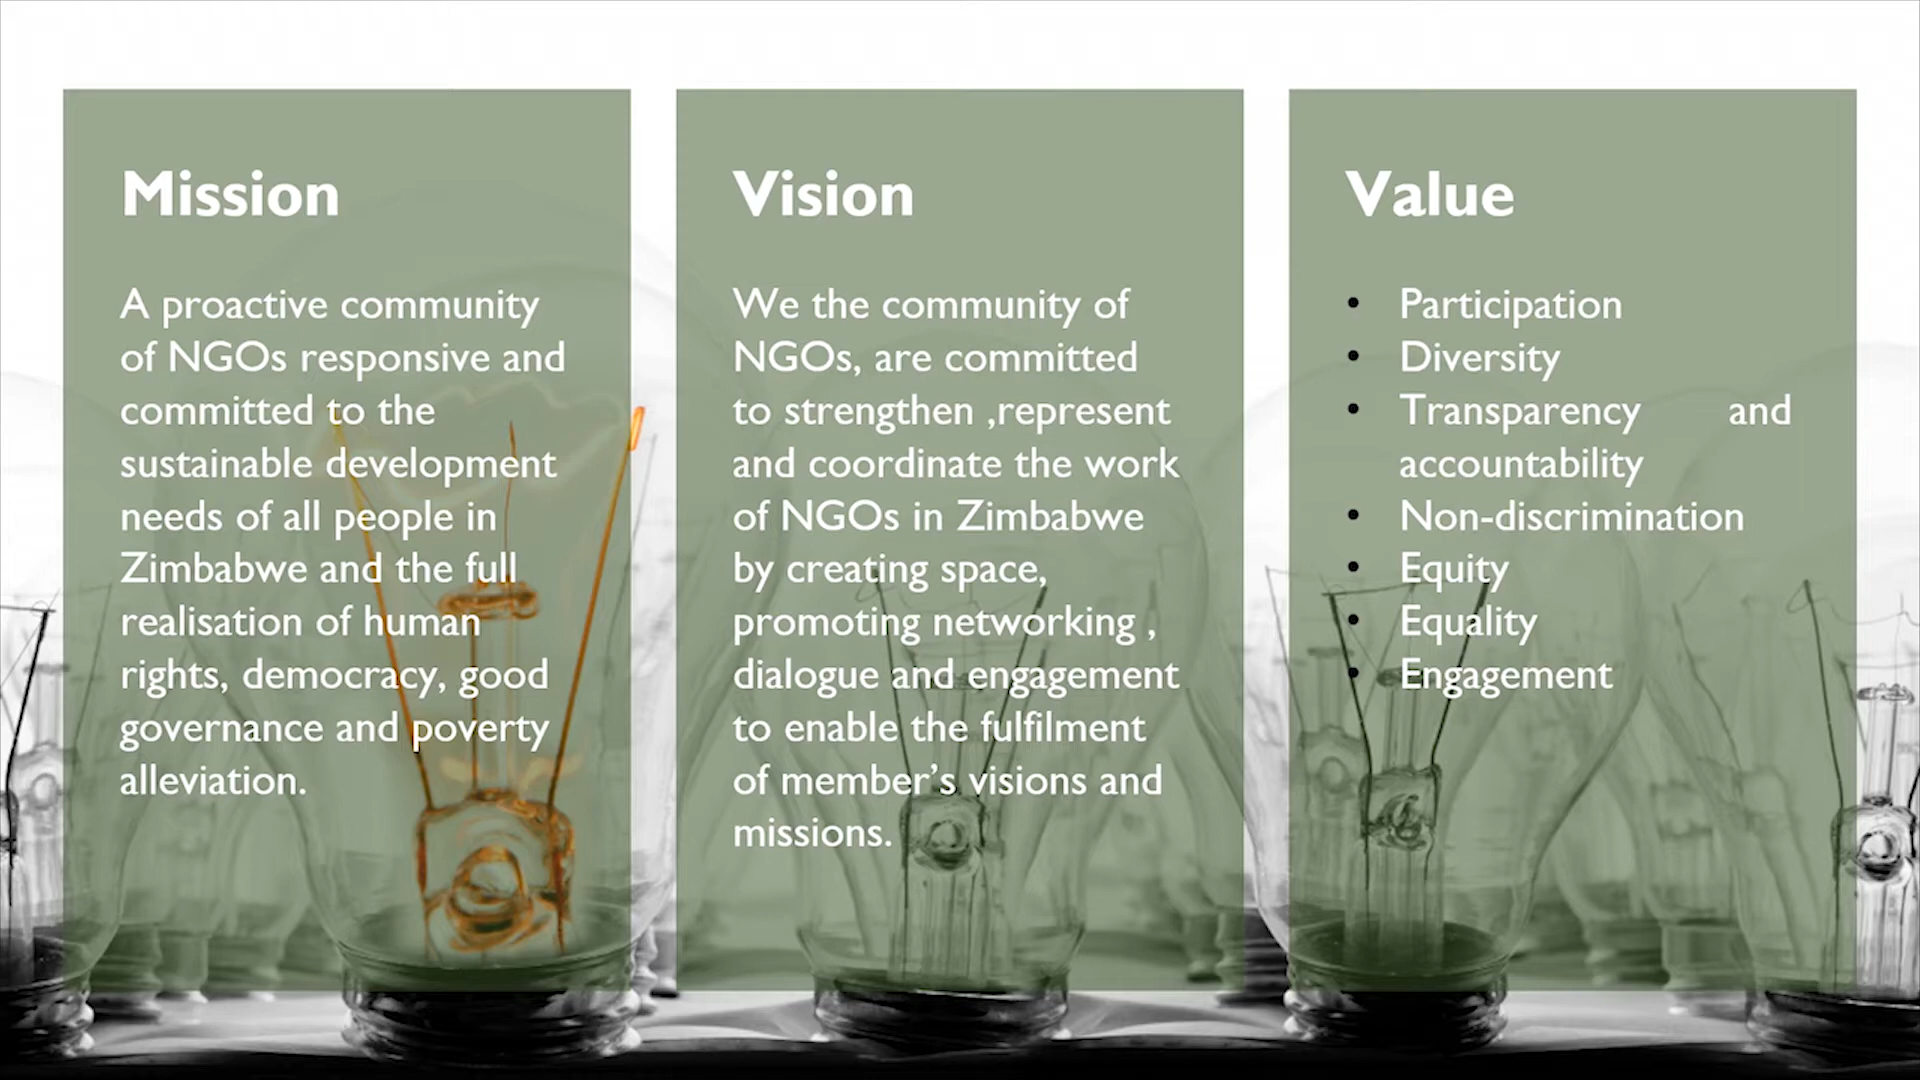 Mission
A proactive community
of NGOs responsive and
committed to the
sustainable development
needs of all people in
Zimbabwe and the full
realisation of human
rights, democracy, good
governance and poverty
alleviation.
Vision
We the community of
NGOs, are committed
to strengthen ,represent
and coordinate the work
of NGOs in Zimbabwe
by creating space,
promoting networking ,
dialogue and engagement
to enable the fulfilment
of member’s visions and
missions.
Value
• Participation
• Diversity
• Transparency and
accountability
• Non-discrimination
• Equity
• Equality
• Engagement